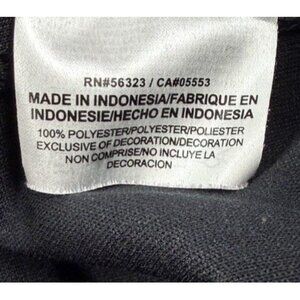 RN#56323 / CA#05553
MADE IN INDONESIA/FABRIQUE EN
INDONESIE/HECHO EN INDONESIA
100% POLYESTER/POLYESTER/POLIESTER
EXCLUSIVE OF DECORATION/DECORATION
NON COMPRISE/NO INCLUYE LA
DECORACIÓN